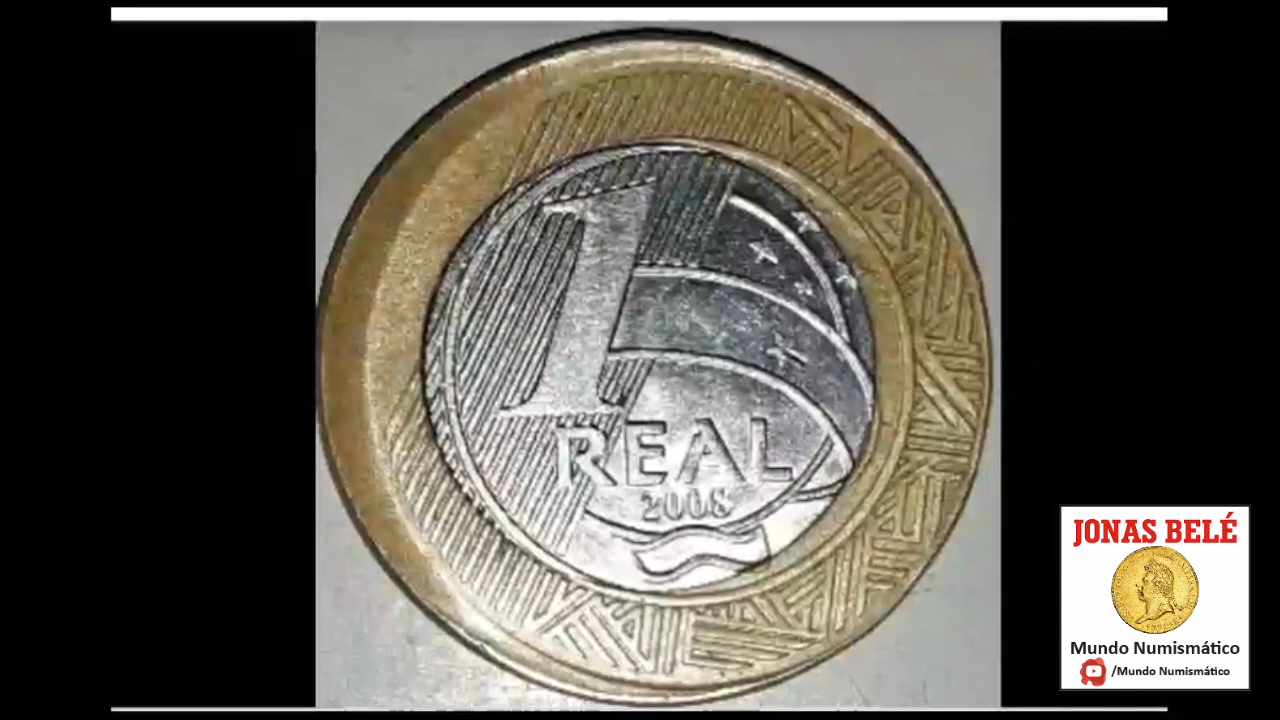 1
REAL
2008
JONAS BELÉ
Mundo Numismático
/Mundo Numismático